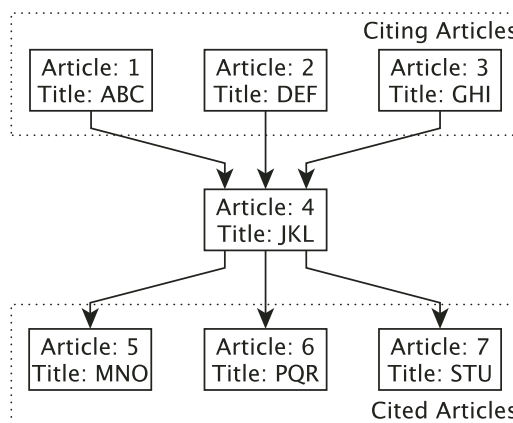 Citing Articles
Article: 1
Title: ABC
Article: 2
Title: DEF
Article: 3
Title: GHI
Article: 4
Title: JKL
Article: 5
Title: MNO
Article: 6
Title: PQR
Article: 7
Title: STU
Cited Articles